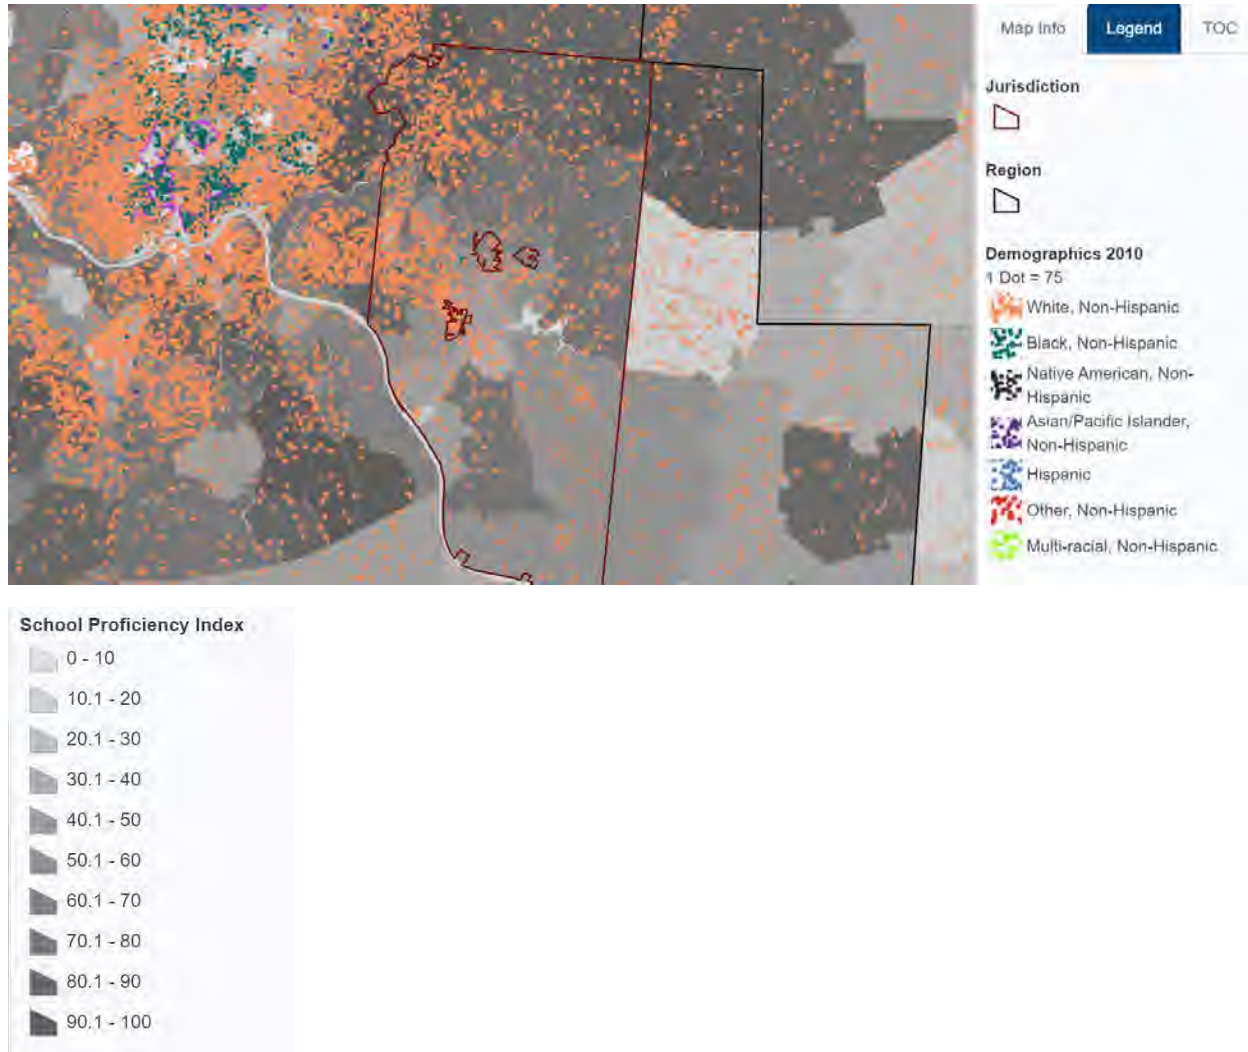 Map Info Legend TOC
Jurisdiction
Region
Demographics 2010
1 Dot = 75
White, Non-Hispanic
Black, Non-Hispanic
Native American, Non-
Hispanic
Asian/Pacific Islander,
Non-Hispanic
Hispanic
Other, Non-Hispanic
Multi-racial, Non-Hispanic
School Proficiency Index
0 - 10
10.1 - 20
20.1 - 30
30.1 - 40
40.1 - 50
50.1 - 60
60.1 - 70
70.1 - 80
80.1 - 90
90.1 - 100